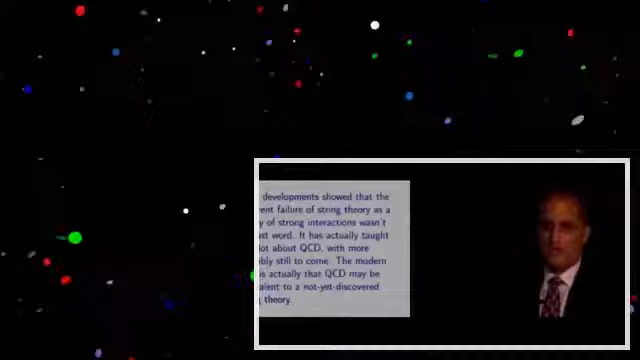 developments showed that the
ent failure of string theory as a
y of strong interactions wasn't
st word. It has actually taught
lot about QCD, with more
bly still to come. The modern
s actually that QCD may be
alent to a not-yet-discovered
g theory.